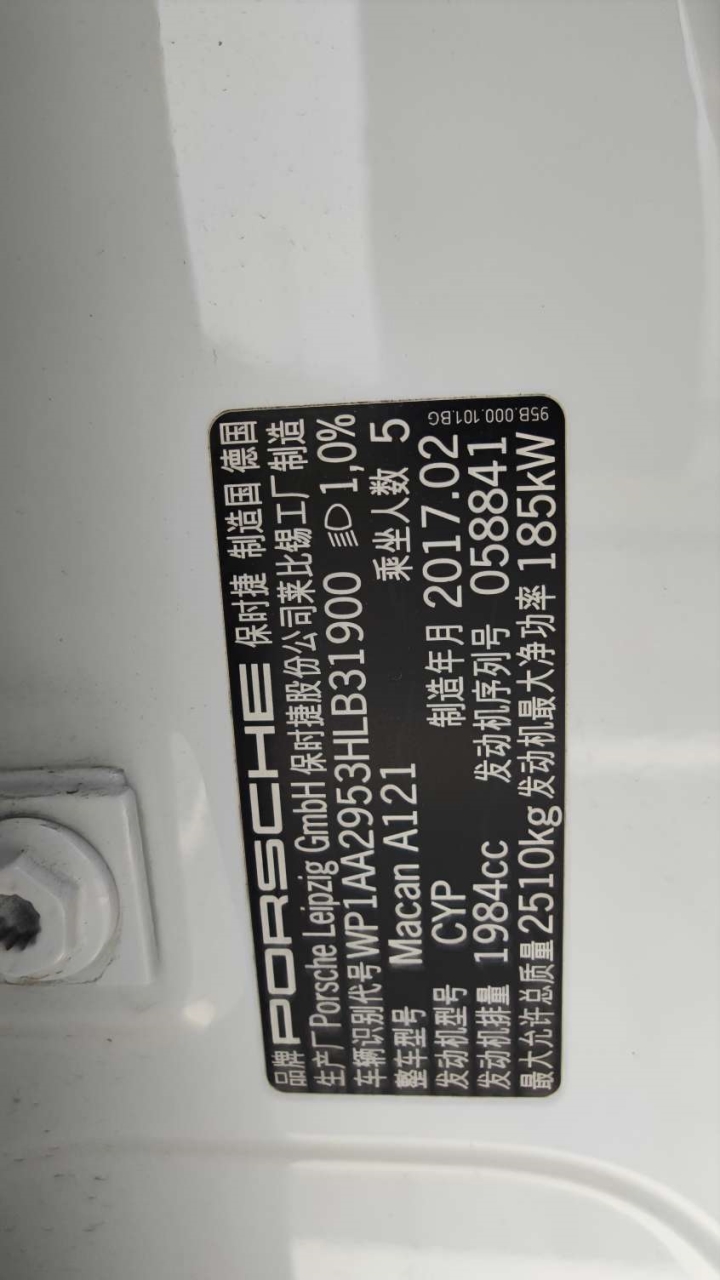 品牌 PORSCHE 保时捷 制造国 德国
生产厂 Porsche Leipzig GmbH 保时捷股份公司莱比锡工厂 制造
车辆识别代号 WP1AA2953HLB31900 1,0%
整车型号 Macan A121 乘坐人数 5
发动机型号 CYP 制造年月 2017.02
发动机排量 1984cc 发动机序列号 058841
最大允许总质量 2510kg 发动机最大净功率 185kW
95B.000.101.BG